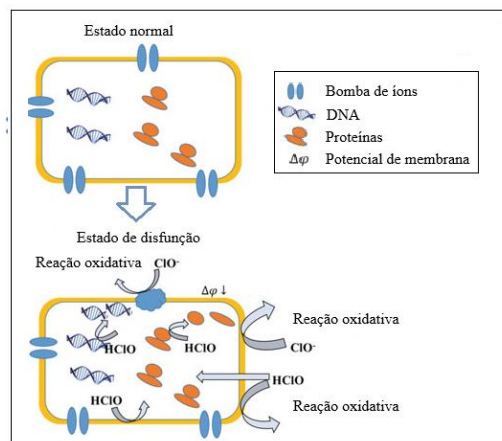 Estado normal
Bomba de íons
DNA
Proteínas
Δφ Potencial de membrana
Estado de disfunção
Reação oxidativa
ClO⁻
Δφ ↓
Reação oxidativa
HClO
HClO
ClO⁻
HClO
HClO
Reação oxidativa